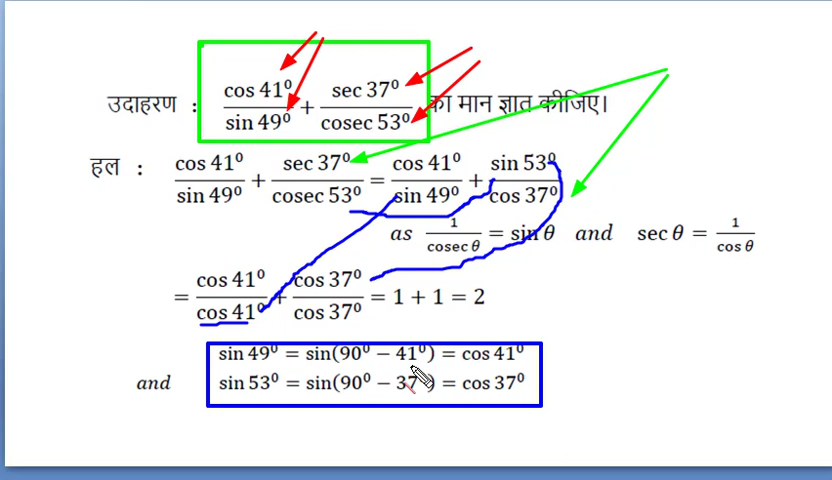 उदाहरण : cos 41⁰/sin 49⁰ + sec 37⁰/cosec 53⁰ का मान ज्ञात कीजिए।
हल : cos 41⁰/sin 49⁰ + sec 37⁰/cosec 53⁰ = cos 41⁰/sin 49⁰ + sin 53⁰/cos 37⁰
as 1/cosec θ = sin θ and sec θ = 1/cos θ
= cos 41⁰/cos 41⁰ + cos 37⁰/cos 37⁰ = 1 + 1 = 2
sin 49⁰ = sin(90⁰ − 41⁰) = cos 41⁰
and sin 53⁰ = sin(90⁰ − 37⁰) = cos 37⁰